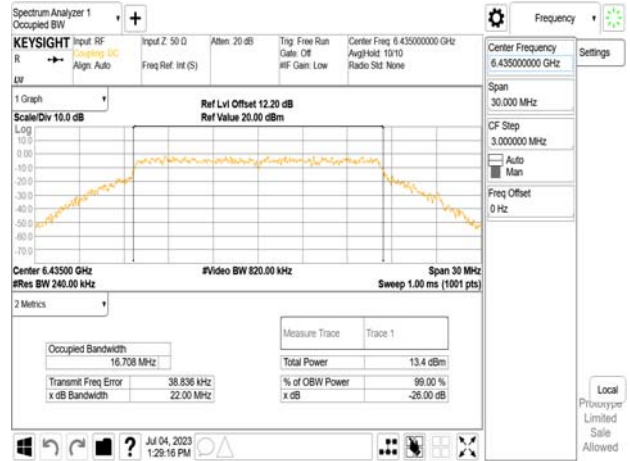 Spectrum Analyzer 1
Occupied BW
Frequency
KEYSIGHT
R
Input: RF
Coupling: DC
Align: Auto
Input Z: 50 Ω
Freq Ref: Int (S)
Atten: 20 dB
Trig: Free Run
Gate: Off
#IF Gain: Low
Center Freq: 6.435000000 GHz
Avg|Hold: 10/10
Radio Std: None
Center Frequency
6.435000000 GHz
Settings
Span
30.000 MHz
CF Step
3.000000 MHz
Auto
Man
Freq Offset
0 Hz
1 Graph
Scale/Div 10.0 dB
Ref Lvl Offset 12.20 dB
Ref Value 20.00 dBm
Log
10.0
0.00
-10.0
-20.0
-30.0
-40.0
-50.0
-60.0
-70.0
Center 6.43500 GHz
#Res BW 240.00 kHz
#Video BW 820.00 kHz
Span 30 MHz
Sweep 1.00 ms (1001 pts)
2 Metrics
Measure Trace
Trace 1
Occupied Bandwidth
16.708 MHz
Total Power
13.4 dBm
Transmit Freq Error
38.836 kHz
% of OBW Power
99.00 %
x dB Bandwidth
22.00 MHz
x dB
-26.00 dB
Local
Prototype
Limited
Sale
Allowed
?
Jul 04, 2023
1:29:16 PM